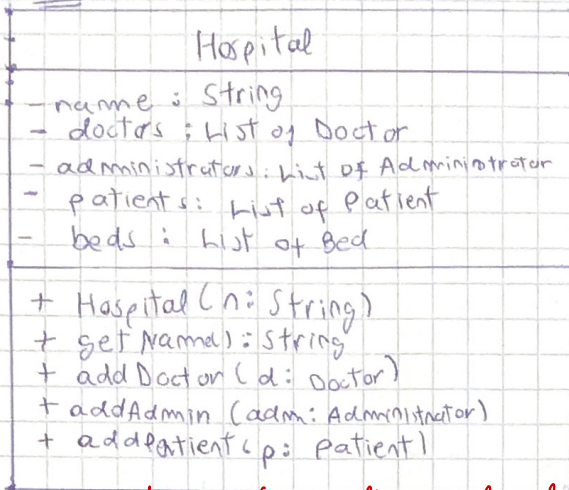 Hospital
- name : String
- doctors : List of Doctor
- administrators : List of Administrator
- patients : List of Patient
- beds : List of Bed
+ Hospital (n : String)
+ getName() : String
+ addDoctor (d : Doctor)
+ addAdmin (adm : Administrator)
+ addPatient (p : Patient)